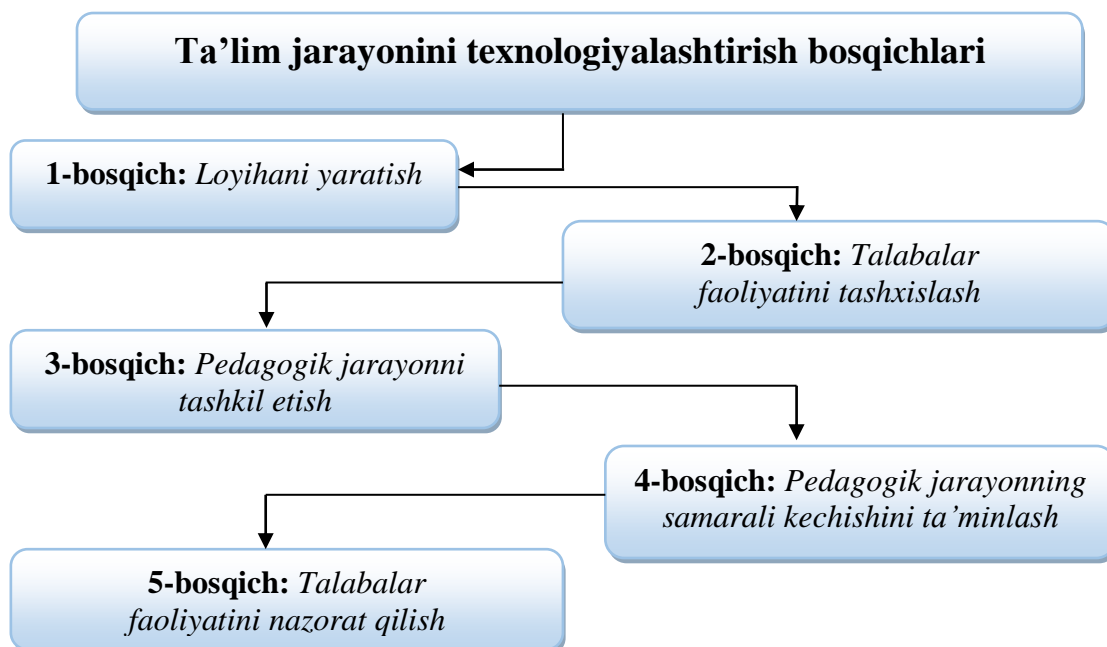 Ta’lim jarayonini texnologiyalashtirish bosqichlari
1-bosqich: Loyihani yaratish
2-bosqich: Talabalar
faoliyatini tashxislash
3-bosqich: Pedagogik jarayonni
tashkil etish
4-bosqich: Pedagogik jarayonning
samarali kechishini ta’minlash
5-bosqich: Talabalar
faoliyatini nazorat qilish